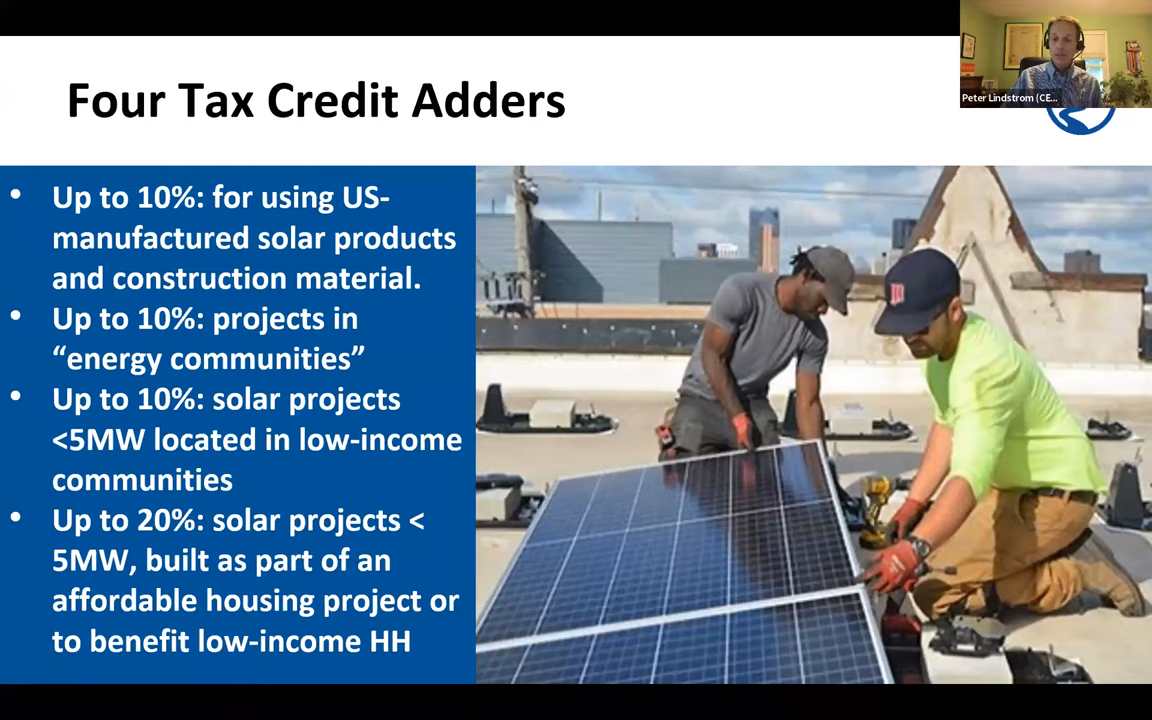 Four Tax Credit Adders
Peter Lindstrom (CE...
• Up to 10%: for using US-
manufactured solar products
and construction material.
• Up to 10%: projects in
“energy communities”
• Up to 10%: solar projects
<5MW located in low-income
communities
• Up to 20%: solar projects <
5MW, built as part of an
affordable housing project or
to benefit low-income HH